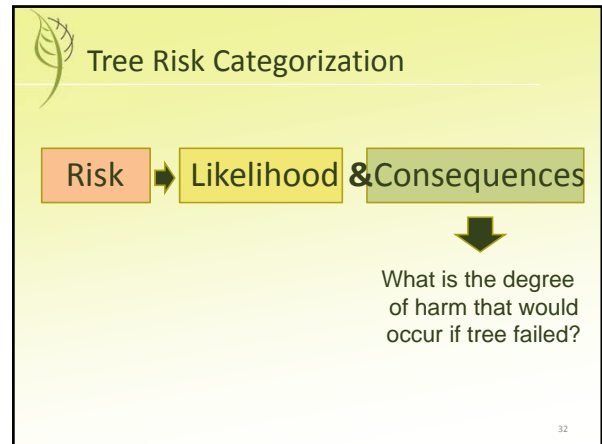 Tree Risk Categorization
Risk Likelihood &Consequences
What is the degree
of harm that would
occur if tree failed?
32